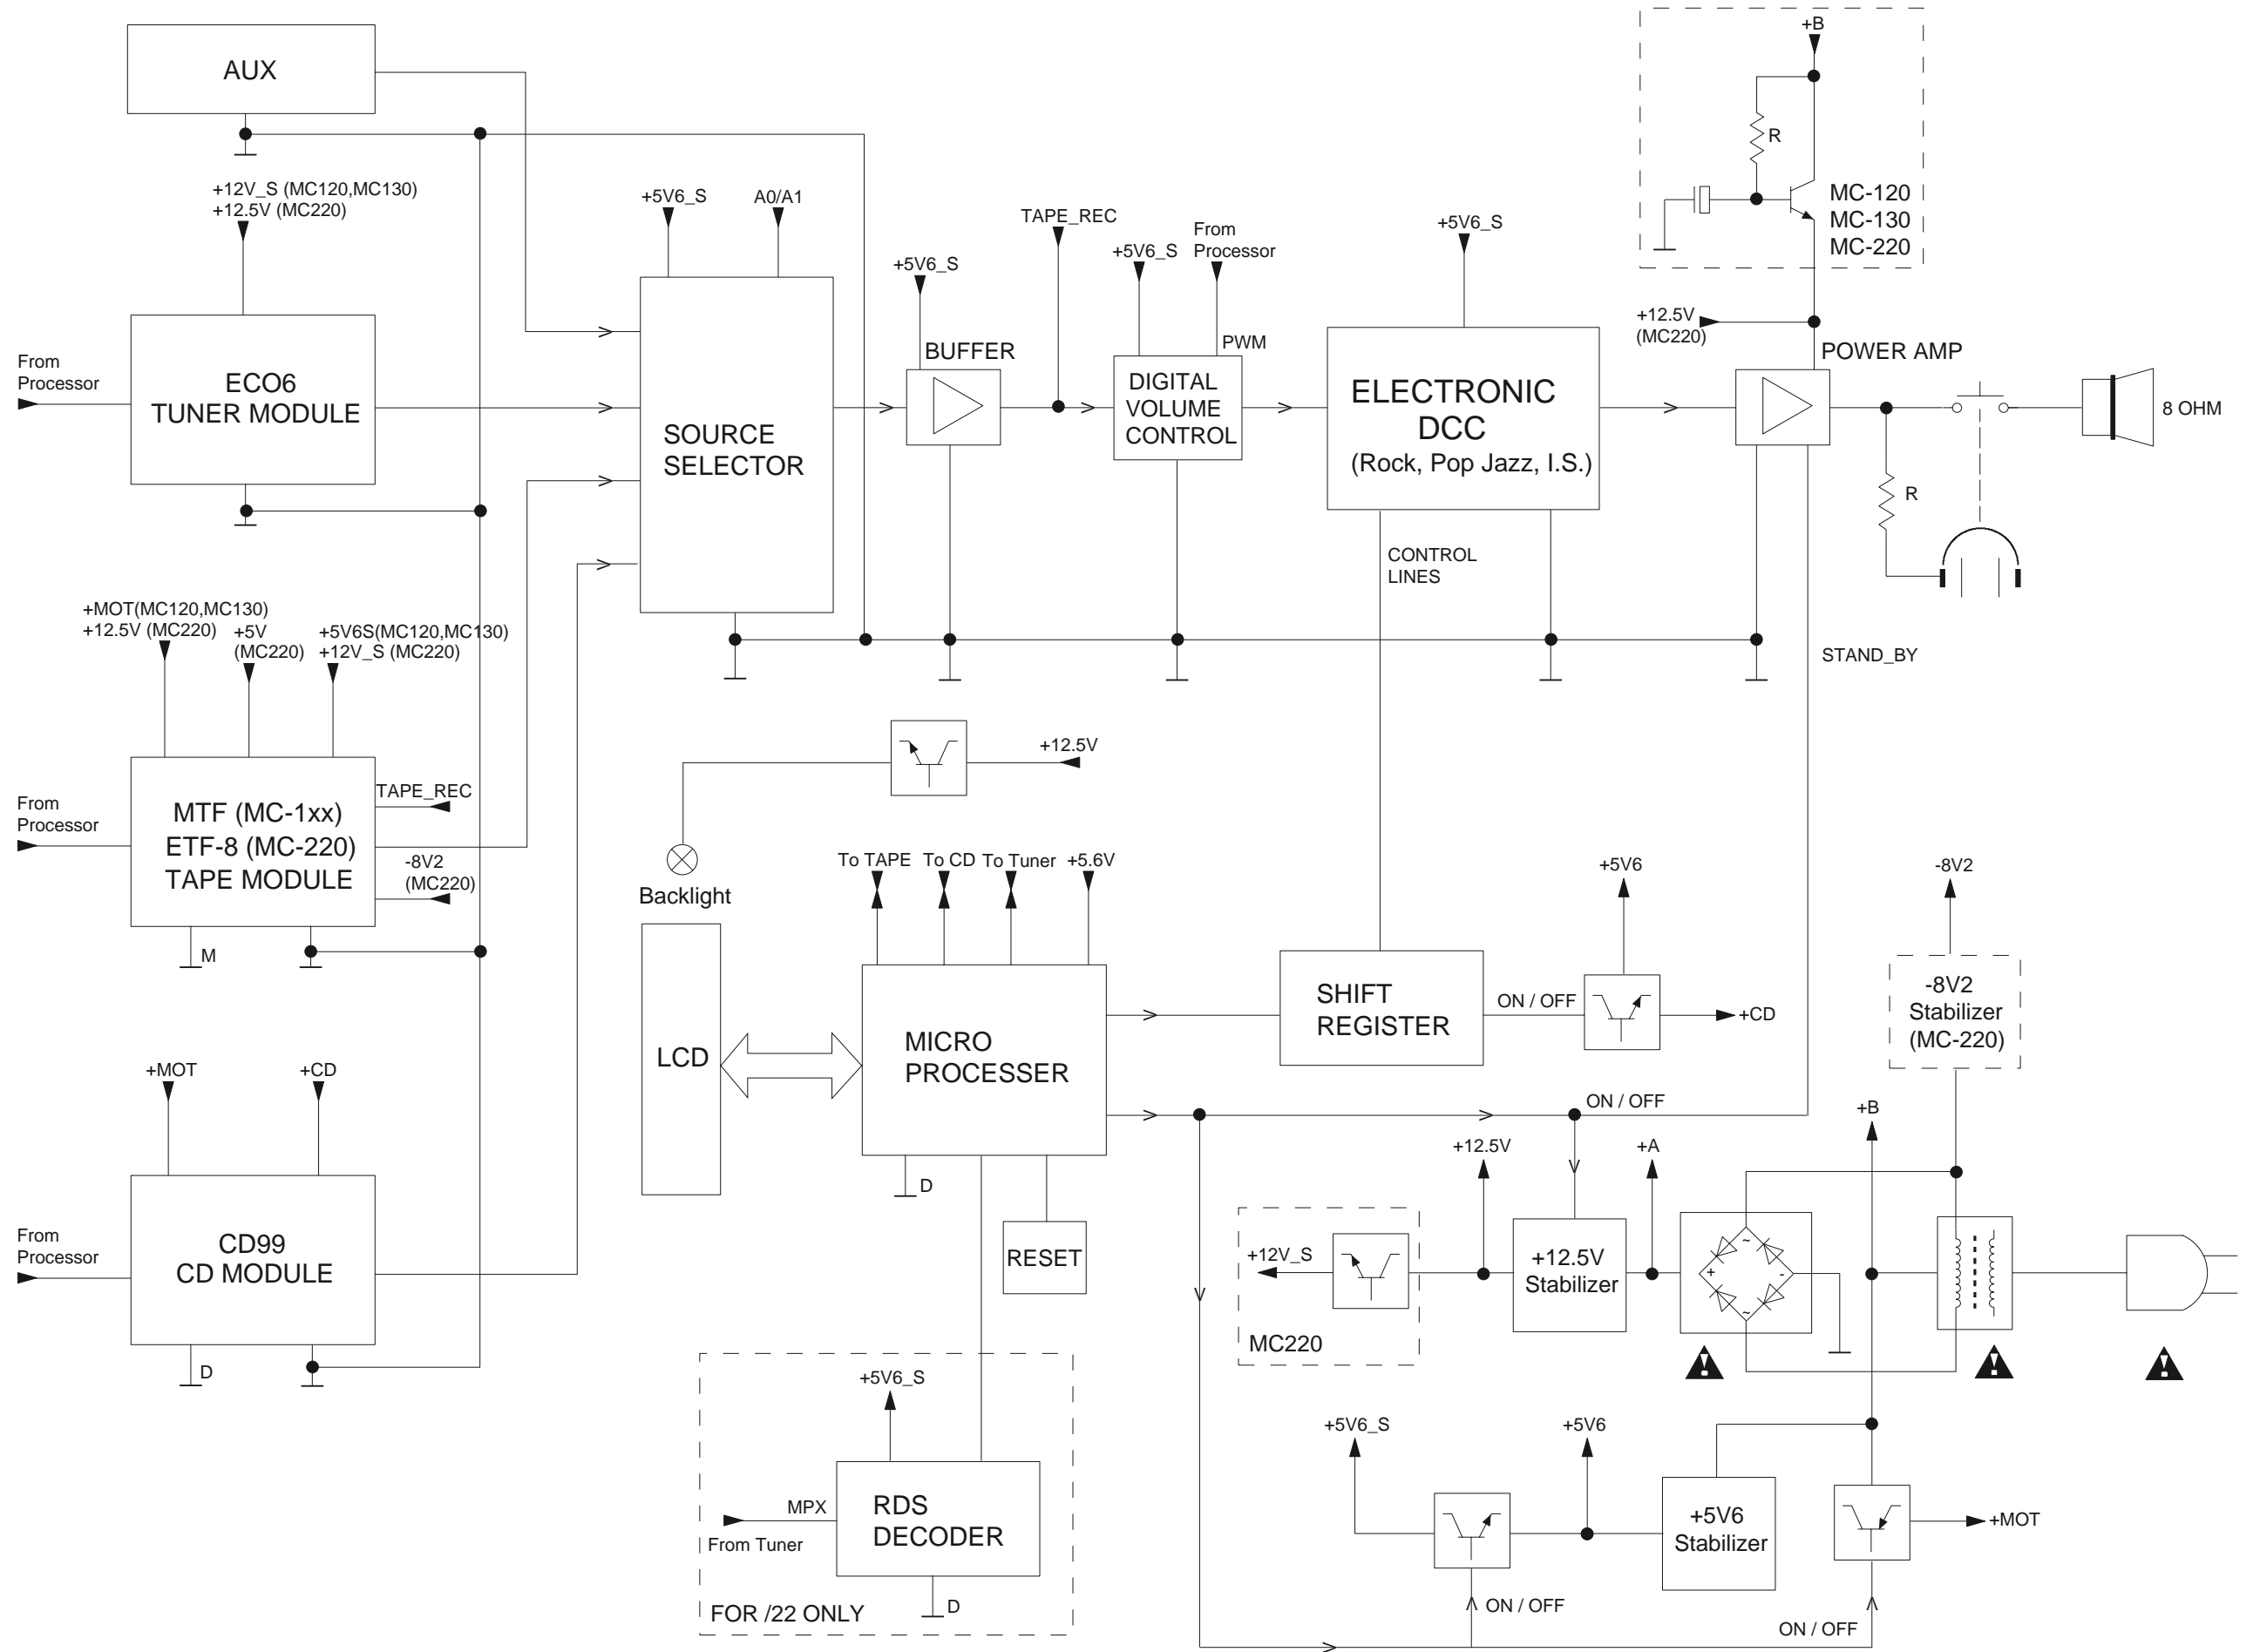 AUX
+B
R
MC-120
MC-130
MC-220
+12V_S (MC120,MC130)
+12.5V (MC220)
+5V6_S
A0/A1
TAPE_REC
+5V6_S
+5V6_S
From
Processor
PWM
+5V6_S
+12.5V
(MC220)
From
Processor
ECO6
TUNER MODULE
SOURCE
SELECTOR
BUFFER
DIGITAL
VOLUME
CONTROL
ELECTRONIC
DCC
(Rock, Pop Jazz, I.S.)
POWER AMP
8 OHM
R
CONTROL
LINES
STAND_BY
+MOT(MC120,MC130)
+12.5V (MC220)
+5V
(MC220)
+5V6S(MC120,MC130)
+12V_S (MC220)
From
Processor
MTF (MC-1xx)
ETF-8 (MC-220)
TAPE MODULE
TAPE_REC
-8V2
(MC220)
M
+12.5V
Backlight
LCD
To TAPE
To CD
To Tuner
+5.6V
MICRO
PROCESSER
D
RESET
SHIFT
REGISTER
ON / OFF
+5V6
+CD
-8V2
-8V2
Stabilizer
(MC-220)
ON / OFF
+B
+MOT
+CD
From
Processor
CD99
CD MODULE
D
+12.5V
+A
+12V_S
MC220
+12.5V
Stabilizer
~
+
-
~
+5V6_S
MPX
From Tuner
RDS
DECODER
D
FOR /22 ONLY
+5V6_S
+5V6
+5V6
Stabilizer
+MOT
ON / OFF
ON / OFF